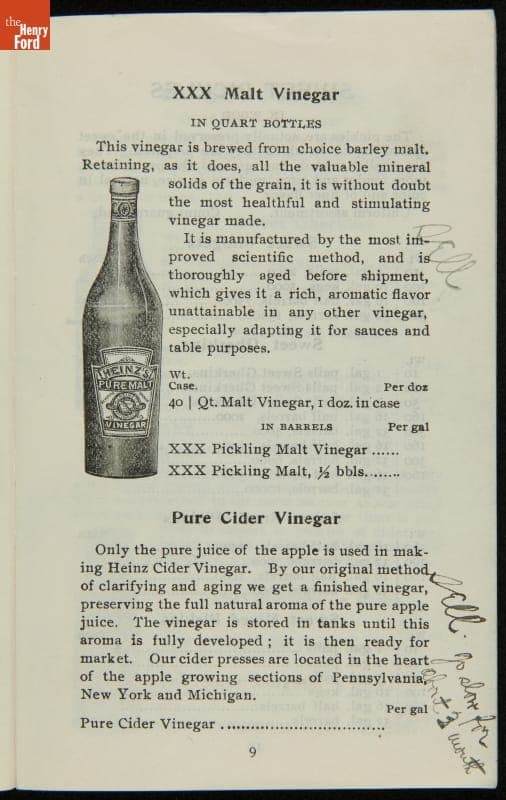 the
Henry
Ford
XXX Malt Vinegar
IN QUART BOTTLES
This vinegar is brewed from choice barley malt.
Retaining, as it does, all the valuable mineral
solids of the grain, it is without doubt
the most healthful and stimulating
vinegar made.
It is manufactured by the most im-
proved scientific method, and is
thoroughly aged before shipment,
which gives it a rich, aromatic flavor
unattainable in any other vinegar,
especially adapting it for sauces and
table purposes.
Sell
HEINZ'S
PURE MALT
VINEGAR
Wt.
Case. Per doz
40 | Qt. Malt Vinegar, 1 doz. in case
IN BARRELS Per gal
XXX Pickling Malt Vinegar ......
XXX Pickling Malt, ½ bbls........
Pure Cider Vinegar
Only the pure juice of the apple is used in mak-
ing Heinz Cider Vinegar. By our original method
of clarifying and aging we get a finished vinegar,
preserving the full natural aroma of the pure apple
juice. The vinegar is stored in tanks until this
aroma is fully developed; it is then ready for
market. Our cider presses are located in the heart
of the apple growing sections of Pennsylvania,
New York and Michigan.
Per gal
Pure Cider Vinegar .................................
Sell. go slow for
about month
9